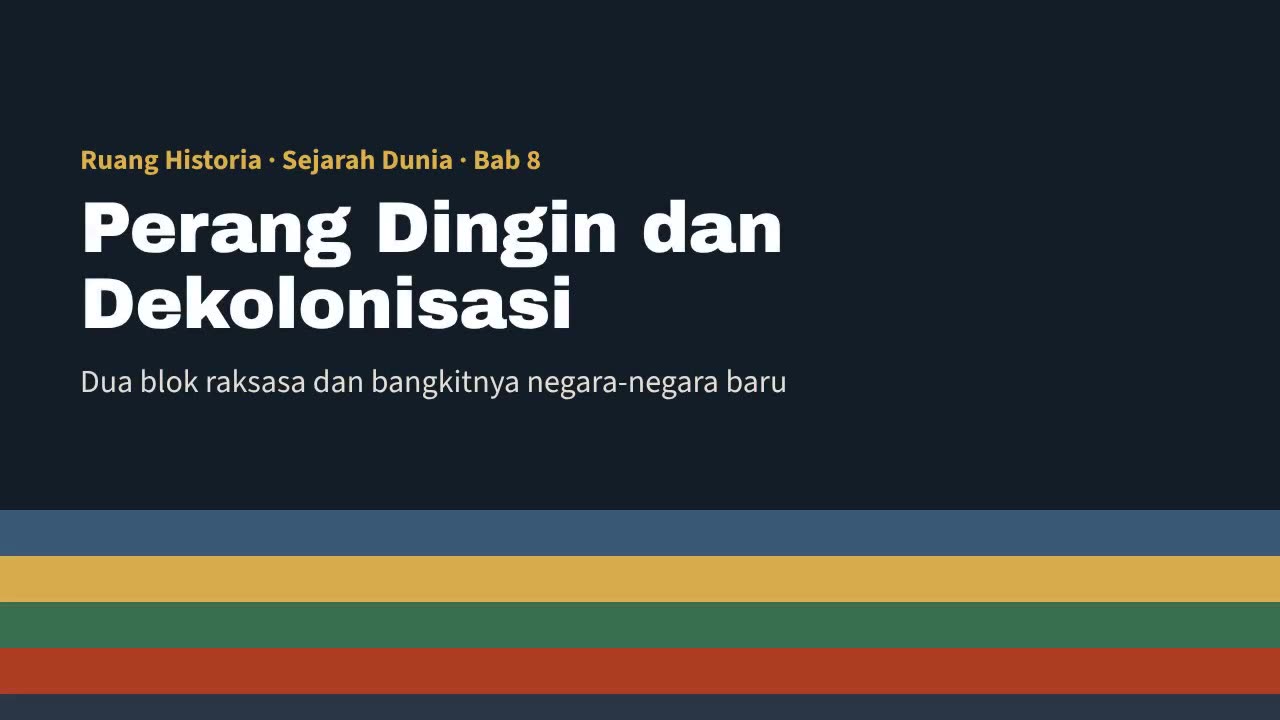 Ruang Historia · Sejarah Dunia · Bab 8
Perang Dingin dan
Dekolonisasi
Dua blok raksasa dan bangkitnya negara-negara baru